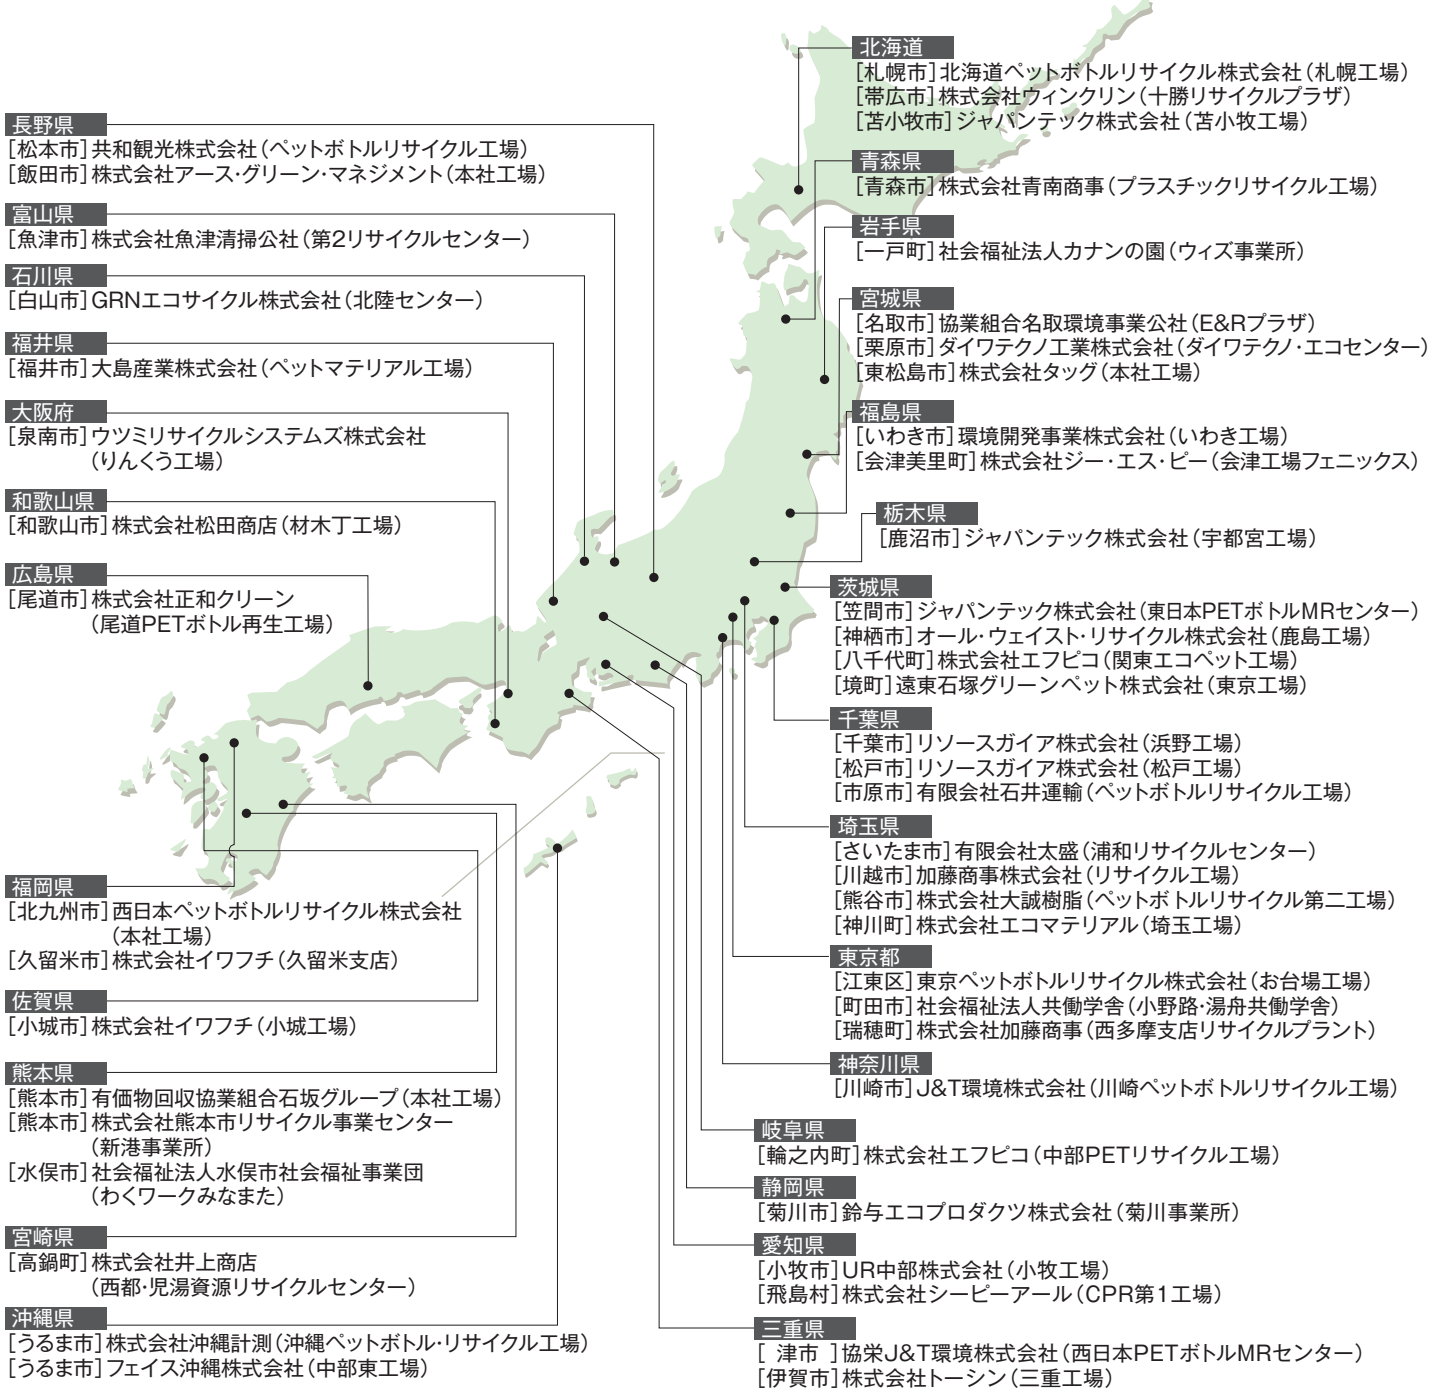 長野県
[松本市]共和観光株式会社(ペットボトルリサイクル工場)
[飯田市]株式会社アース・グリーン・マネジメント(本社工場)
富山県
[魚津市]株式会社魚津清掃公社(第2リサイクルセンター)
石川県
[白山市]GRNエコサイクル株式会社(北陸センター)
福井県
[福井市]大島産業株式会社(ペットマテリアル工場)
大阪府
[泉南市]ウツミリサイクルシステムズ株式会社
(りんくう工場)
和歌山県
[和歌山市]株式会社松田商店(材木丁工場)
広島県
[尾道市]株式会社正和クリーン
(尾道PETボトル再生工場)
福岡県
[北九州市]西日本ペットボトルリサイクル株式会社
(本社工場)
[久留米市]株式会社イワフチ(久留米支店)
佐賀県
[小城市]株式会社イワフチ(小城工場)
熊本県
[熊本市]有価物回収協業組合石坂グループ(本社工場)
[熊本市]株式会社熊本市リサイクル事業センター
(新港事業所)
[水俣市]社会福祉法人水俣市社会福祉事業団
(わくワークみなまた)
宮崎県
[高鍋町]株式会社井上商店
(西都・児湯資源リサイクルセンター)
沖縄県
[うるま市]株式会社沖縄計測(沖縄ペットボトル・リサイクル工場)
[うるま市]フェイス沖縄株式会社(中部東工場)
北海道
[札幌市]北海道ペットボトルリサイクル株式会社(札幌工場)
[帯広市]株式会社ウィンクリン(十勝リサイクルプラザ)
[苫小牧市]ジャパンテック株式会社(苫小牧工場)
青森県
[青森市]株式会社青南商事(プラスチックリサイクル工場)
岩手県
[一戸町]社会福祉法人カナンの園(ウィズ事業所)
宮城県
[名取市]協業組合名取環境事業公社(E&Rプラザ)
[栗原市]ダイワテクノ工業株式会社(ダイワテクノ・エコセンター)
[東松島市]株式会社タッグ(本社工場)
福島県
[いわき市]環境開発事業株式会社(いわき工場)
[会津美里町]株式会社ジー・エス・ピー(会津工場フェニックス)
栃木県
[鹿沼市]ジャパンテック株式会社(宇都宮工場)
茨城県
[笠間市]ジャパンテック株式会社(東日本PETボトルMRセンター)
[神栖市]オール・ウェイスト・リサイクル株式会社(鹿島工場)
[八千代町]株式会社エフピコ(関東エコペット工場)
[境町]遠東石塚グリーンペット株式会社(東京工場)
千葉県
[千葉市]リソースガイア株式会社(浜野工場)
[松戸市]リソースガイア株式会社(松戸工場)
[市原市]有限会社石井運輸(ペットボトルリサイクル工場)
埼玉県
[さいたま市]有限会社太盛(浦和リサイクルセンター)
[川越市]加藤商事株式会社(リサイクル工場)
[熊谷市]株式会社大誠樹脂(ペットボトルリサイクル第二工場)
[神川町]株式会社エコマテリアル(埼玉工場)
東京都
[江東区]東京ペットボトルリサイクル株式会社(お台場工場)
[町田市]社会福祉法人共働学舎(小野路・湯舟共働学舎)
[瑞穂町]株式会社加藤商事(西多摩支店リサイクルプラント)
神奈川県
[川崎市]J&T環境株式会社(川崎ペットボトルリサイクル工場)
岐阜県
[輪之内町]株式会社エフピコ(中部PETリサイクル工場)
静岡県
[菊川市]鈴与エコプロダクツ株式会社(菊川事業所)
愛知県
[小牧市]UR中部株式会社(小牧工場)
[飛島村]株式会社シーピーアール(CPR第1工場)
三重県
[ 津市 ]協栄J&T環境株式会社(西日本PETボトルMRセンター)
[伊賀市]株式会社トーシン(三重工場)